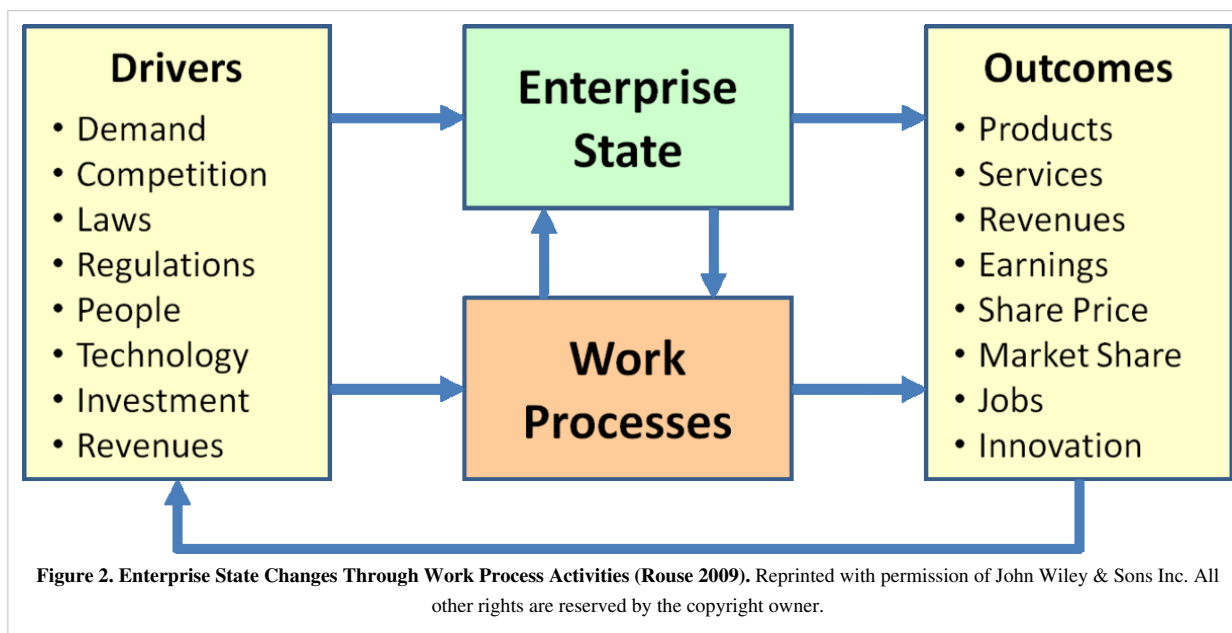 Drivers
• Demand
• Competition
• Laws
• Regulations
• People
• Technology
• Investment
• Revenues
Enterprise
State
Work
Processes
Outcomes
• Products
• Services
• Revenues
• Earnings
• Share Price
• Market Share
• Jobs
• Innovation
Figure 2. Enterprise State Changes Through Work Process Activities (Rouse 2009). Reprinted with permission of John Wiley & Sons Inc. All
other rights are reserved by the copyright owner.